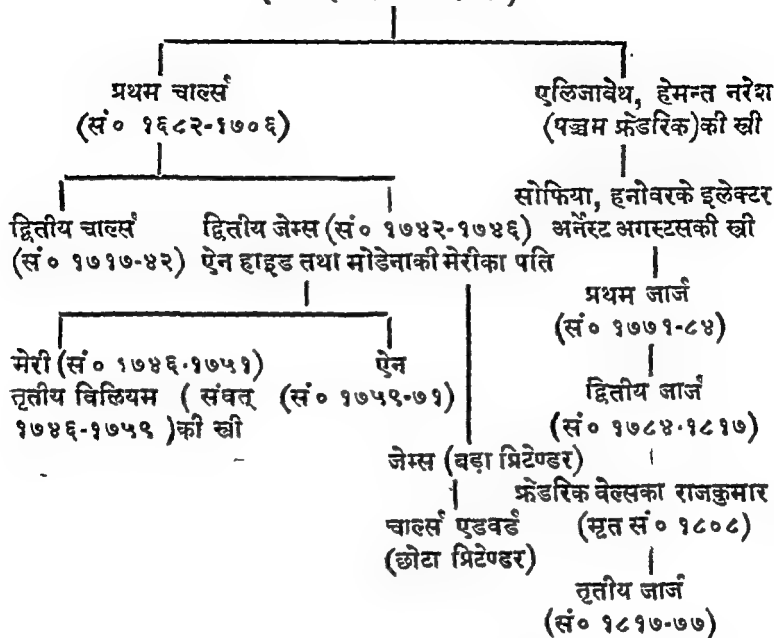 प्रथम चार्ल्स
(सं० १६८२-१७०६)
एलिजावेथ, हेमन्त नरेश
(पञ्चम फ्रेडरिक)की स्त्री
द्वितीय चार्ल्स
(सं० १७१७-४२)
द्वितीय जेम्स (सं० १७४२-१७४६)
ऐन हाइड तथा मोडेनाकी मेरीका पति
सोफिया, हनोवरके इलेक्टर
अर्नेस्ट अगस्टसकी स्त्री
प्रथम जार्ज
(सं० १७७१-८४)
मेरी (सं० १७४६-१७५१)
तृतीय विलियम ( संवत्
१७४६-१७५९ )की स्त्री
ऐन
(सं० १७५९-७१)
द्वितीय जार्ज
(सं० १७८४-१८१७)
जेम्स (बड़ा प्रिटेण्डर)
चार्ल्स एडवर्ड
(छोटा प्रिटेण्डर)
फ्रेडरिक वेल्सका राजकुमार
(मृत सं० १८०८)
तृतीय जार्ज
(सं० १८१७-७७)